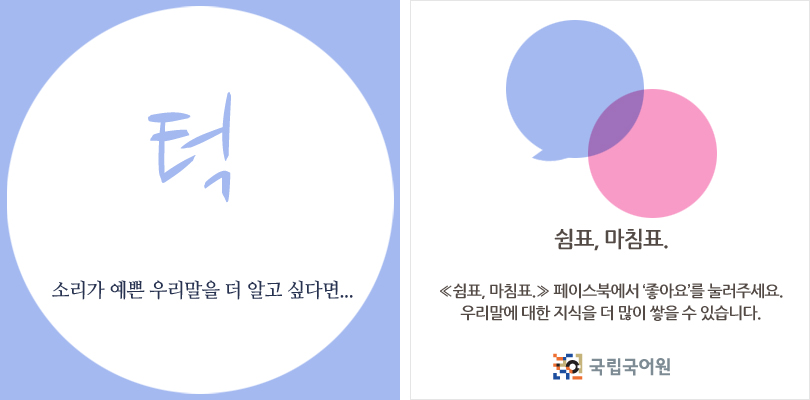 턱
소리가 예쁜 우리말을 더 알고 싶다면...
쉼표, 마침표.
≪쉼표, 마침표.≫ 페이스북에서 '좋아요'를 눌러주세요.
우리말에 대한 지식을 더 많이 쌓을 수 있습니다.
국립국어원